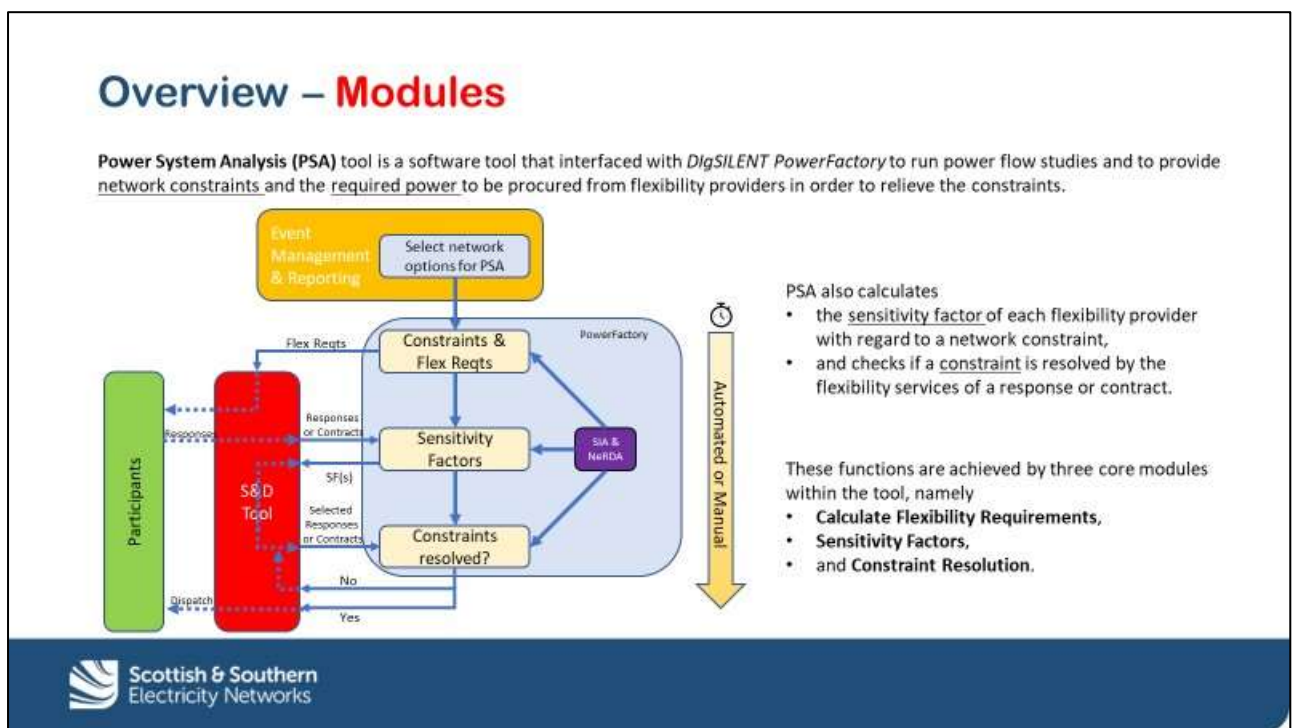 Overview – Modules
Power System Analysis (PSA) tool is a software tool that interfaced with DIgSILENT PowerFactory to run power flow studies and to provide
network constraints and the required power to be procured from flexibility providers in order to relieve the constraints.
Event
Management
& Reporting
Select network
options for PSA
PowerFactory
Constraints &
Flex Reqts
Flex Reqts
Participants
S&D
Tool
Responses
Responses
or Contracts
Sensitivity
Factors
SIA &
NeRDA
SF(s)
Selected
Responses
or Contracts
Constraints
resolved?
No
Dispatch
Yes
Automated or Manual
PSA also calculates
• the sensitivity factor of each flexibility provider
with regard to a network constraint,
• and checks if a constraint is resolved by the
flexibility services of a response or contract.
These functions are achieved by three core modules
within the tool, namely
• Calculate Flexibility Requirements,
• Sensitivity Factors,
• and Constraint Resolution.
Scottish & Southern
Electricity Networks